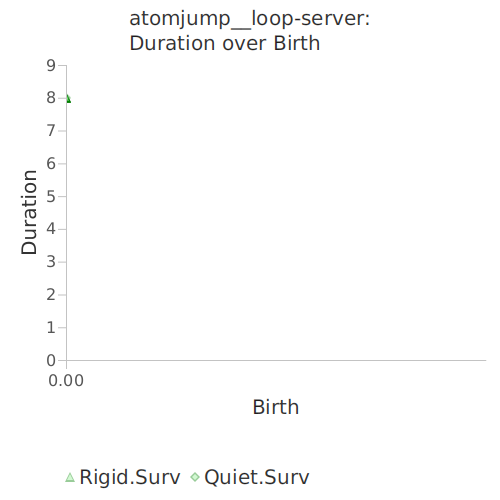 atomjump__loop-server:
Duration over Birth
9
8
7
6
5
4
3
2
1
0
Duration
0.00
Birth
Rigid.Surv Quiet.Surv